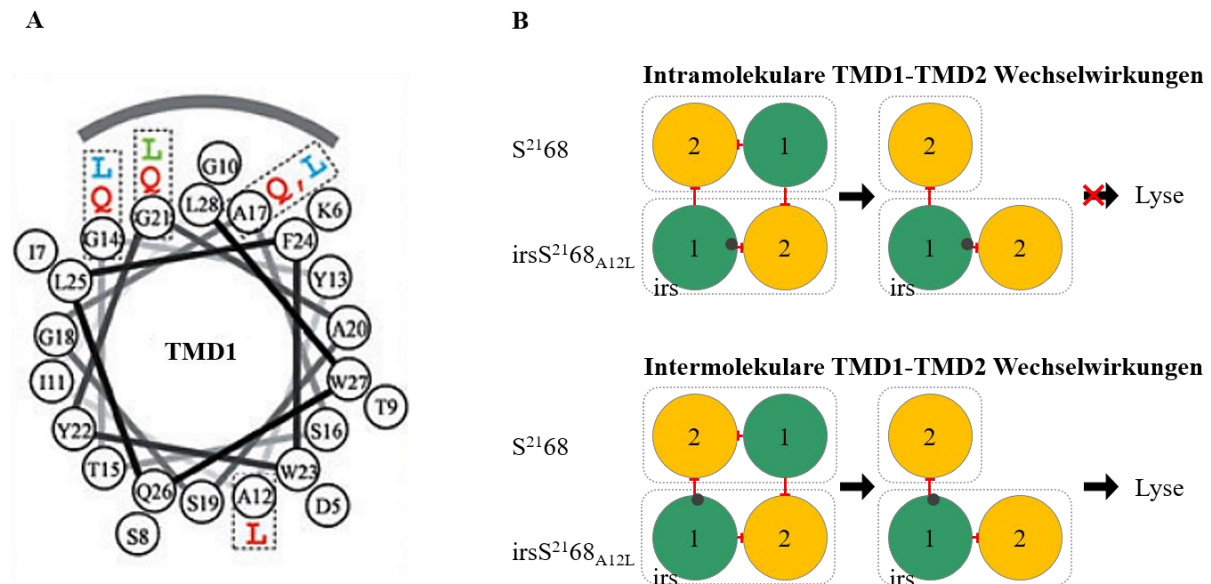 A
B
L
Q
L
Q
Q, L
G10
L28
G21
A17
K6
G14
F24
I7
L25
Y13
G18
A20
TMD1
I11
W27
T9
Y22
S16
T15
W23
Q26
S19
A12
D5
S8
L
Intramolekulare TMD1-TMD2 Wechselwirkungen
S²¹68
2
1
2
Lyse
irsS²¹68A12L
1
2
1
2
irs
irs
Intermolekulare TMD1-TMD2 Wechselwirkungen
S²¹68
2
1
2
Lyse
irsS²¹68A12L
1
2
1
2
irs
irs